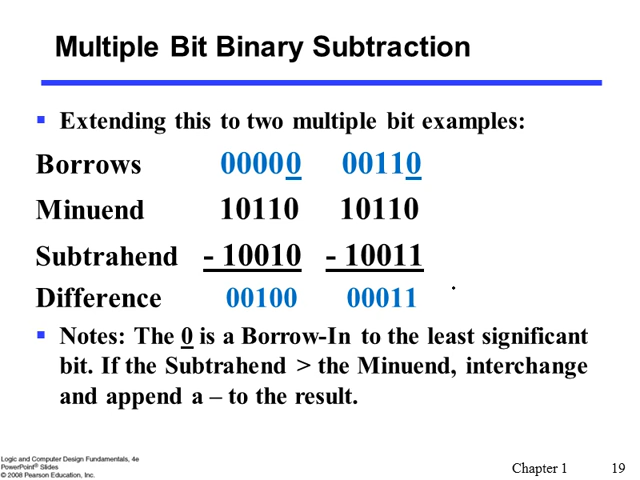 Multiple Bit Binary Subtraction
▪ Extending this to two multiple bit examples:
Borrows 00000 00110
Minuend 10110 10110
Subtrahend - 10010 - 10011
Difference 00100 00011
▪ Notes: The 0 is a Borrow-In to the least significant
bit. If the Subtrahend > the Minuend, interchange
and append a – to the result.
Logic and Computer Design Fundamentals, 4e
PowerPoint® Slides
© 2008 Pearson Education, Inc.
Chapter 1 19